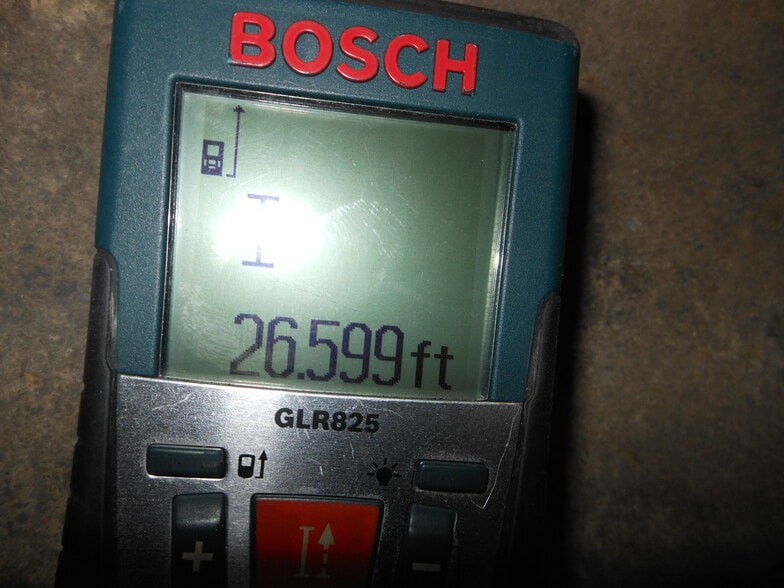 BOSCH
26.599 ft
GLR825
+ -